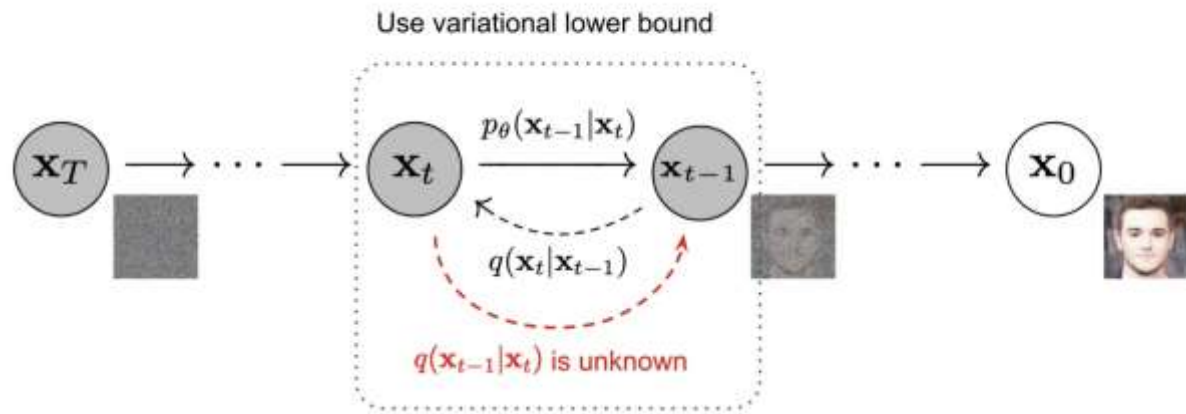 Use variational lower bound
p_θ(x_{t−1}|x_t)
x_T → ··· → x_t → x_{t−1} → ··· → x_0
q(x_t|x_{t−1})
q(x_{t−1}|x_t) is unknown